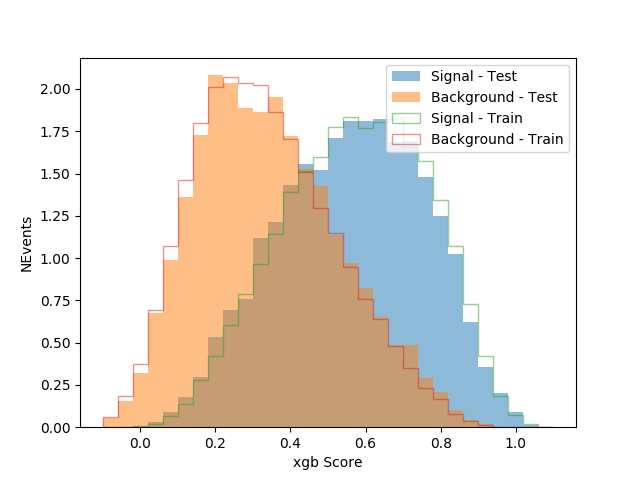 Signal - Test
Background - Test
Signal - Train
Background - Train
2.00
1.75
1.50
1.25
1.00
0.75
0.50
0.25
0.00
NEvents
0.0 0.2 0.4 0.6 0.8 1.0
xgb Score